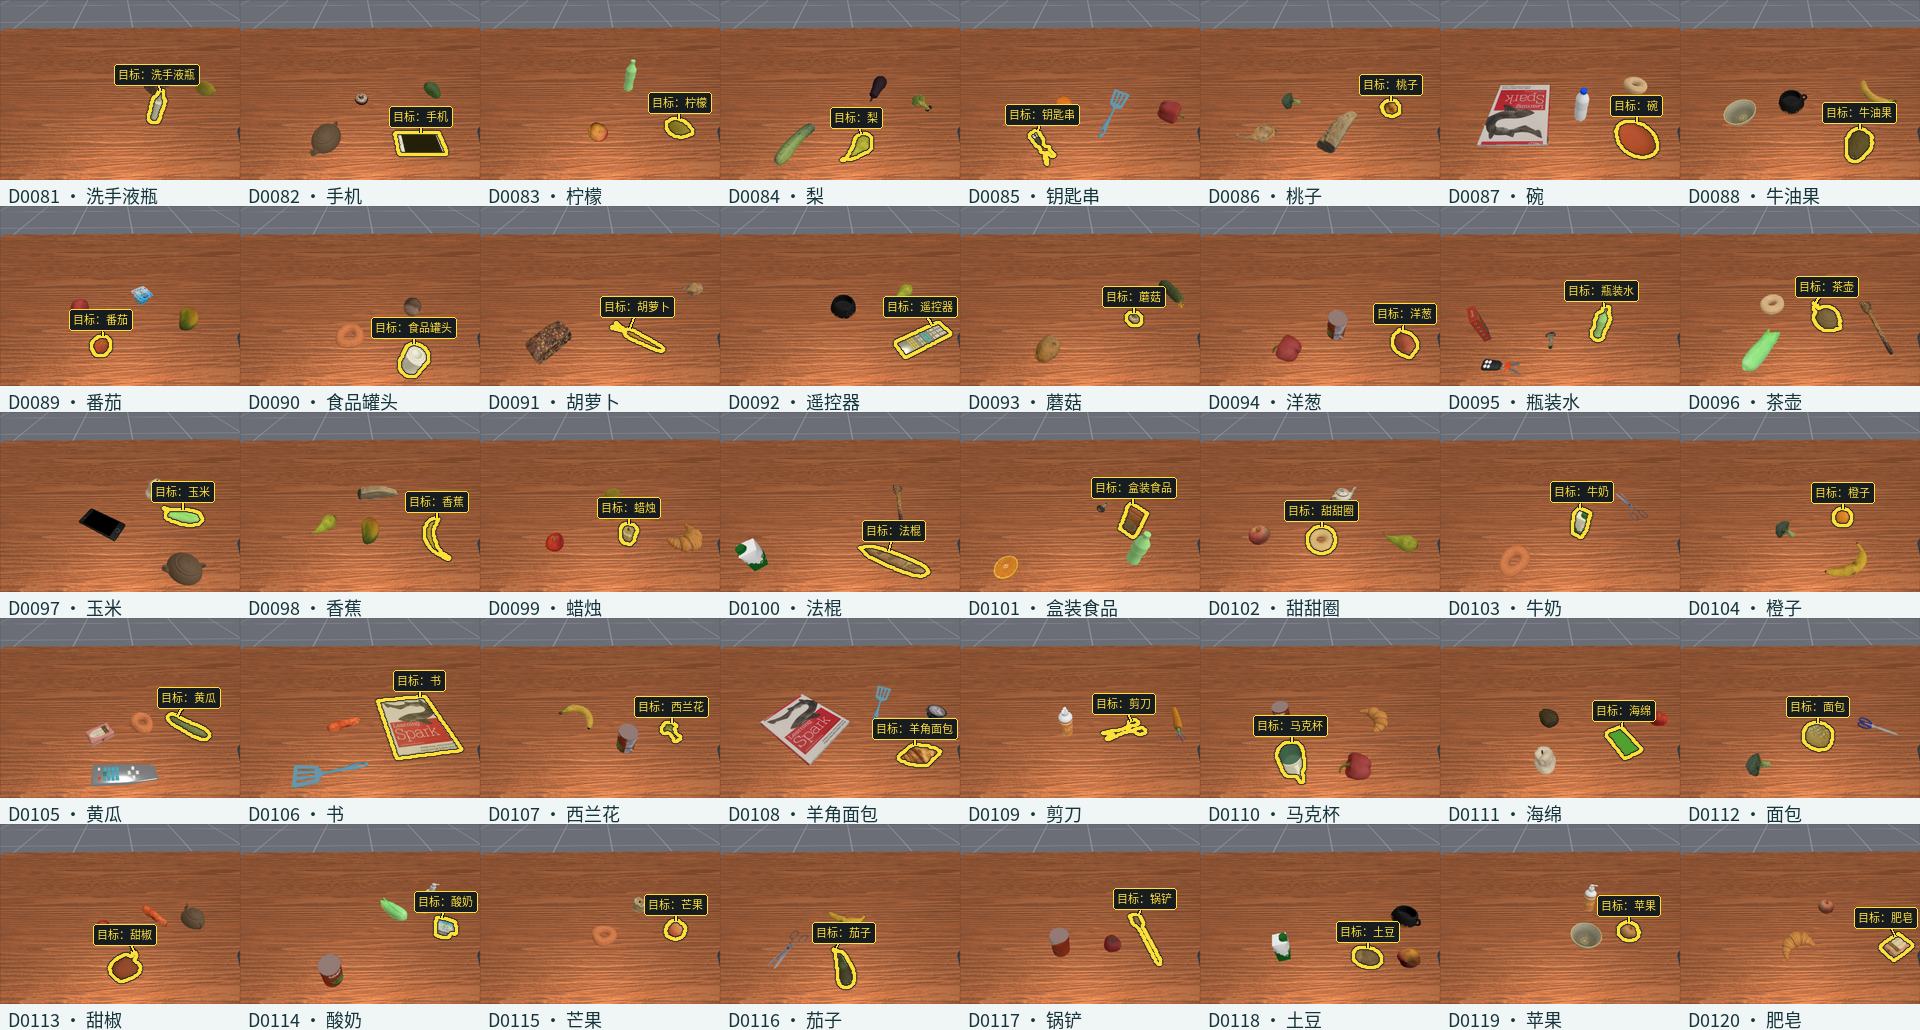 目标：洗手液瓶
目标：手机
目标：柠檬
目标：梨
目标：钥匙串
目标：桃子
Spark
目标：碗
目标：牛油果
D0081 · 洗手液瓶
D0082 · 手机
D0083 · 柠檬
D0084 · 梨
D0085 · 钥匙串
D0086 · 桃子
D0087 · 碗
D0088 · 牛油果
目标：番茄
目标：食品罐头
目标：胡萝卜
目标：遥控器
目标：蘑菇
目标：洋葱
目标：瓶装水
目标：茶壶
D0089 · 番茄
D0090 · 食品罐头
D0091 · 胡萝卜
D0092 · 遥控器
D0093 · 蘑菇
D0094 · 洋葱
D0095 · 瓶装水
D0096 · 茶壶
目标：玉米
目标：香蕉
目标：蜡烛
目标：法棍
目标：盒装食品
目标：甜甜圈
目标：牛奶
目标：橙子
D0097 · 玉米
D0098 · 香蕉
D0099 · 蜡烛
D0100 · 法棍
D0101 · 盒装食品
D0102 · 甜甜圈
D0103 · 牛奶
D0104 · 橙子
目标：黄瓜
目标：书
Learning
Spark
目标：西兰花
Spark
目标：羊角面包
目标：剪刀
目标：马克杯
目标：海绵
目标：面包
D0105 · 黄瓜
D0106 · 书
D0107 · 西兰花
D0108 · 羊角面包
D0109 · 剪刀
D0110 · 马克杯
D0111 · 海绵
D0112 · 面包
目标：甜椒
目标：酸奶
目标：芒果
目标：茄子
目标：锅铲
目标：土豆
目标：苹果
目标：肥皂
D0113 · 甜椒
D0114 · 酸奶
D0115 · 芒果
D0116 · 茄子
D0117 · 锅铲
D0118 · 土豆
D0119 · 苹果
D0120 · 肥皂